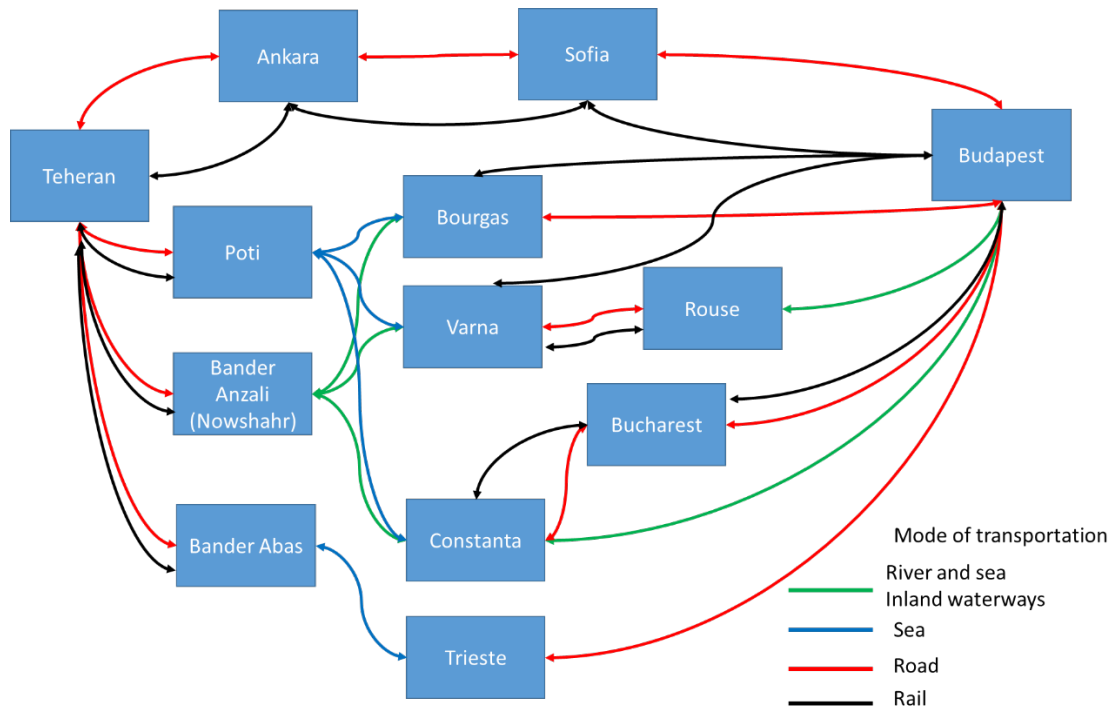 Ankara
Sofia
Teheran
Budapest
Bourgas
Poti
Varna
Rouse
Bander
Anzali
(Nowshahr)
Bucharest
Bander Abas
Constanta
Trieste
Mode of transportation
River and sea
Inland waterways
Sea
Road
Rail